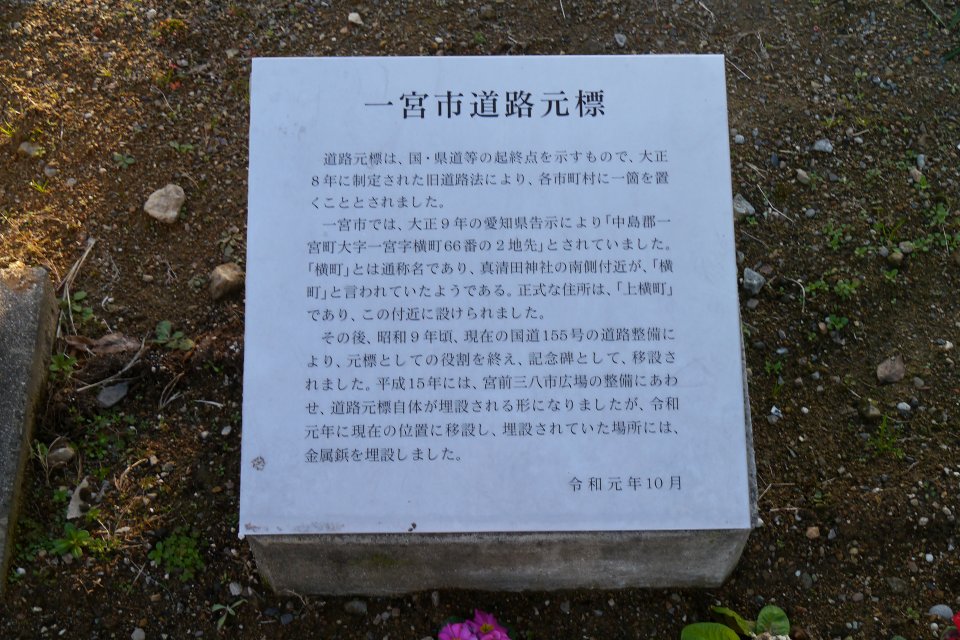 一宮市道路元標
道路元標は、国・県道等の起終点を示すもので、大正
8年に制定された旧道路法により、各市町村に一箇を置
くこととされました。
一宮市では、大正9年の愛知県告示により「中島郡一
宮町大字一宮字横町66番の2地先」とされていました。
「横町」とは通称名であり、真清田神社の南側付近が、「横
町」と言われていたようである。正式な住所は、「上横町」
であり、この付近に設けられました。
その後、昭和9年頃、現在の国道155号の道路整備に
より、元標としての役割を終え、記念碑として、移設さ
れました。平成15年には、宮前三八市広場の整備にあわ
せ、道路元標自体が埋設される形になりましたが、令和
元年に現在の位置に移設し、埋設されていた場所には、
金属鋲を埋設しました。
令和元年10月